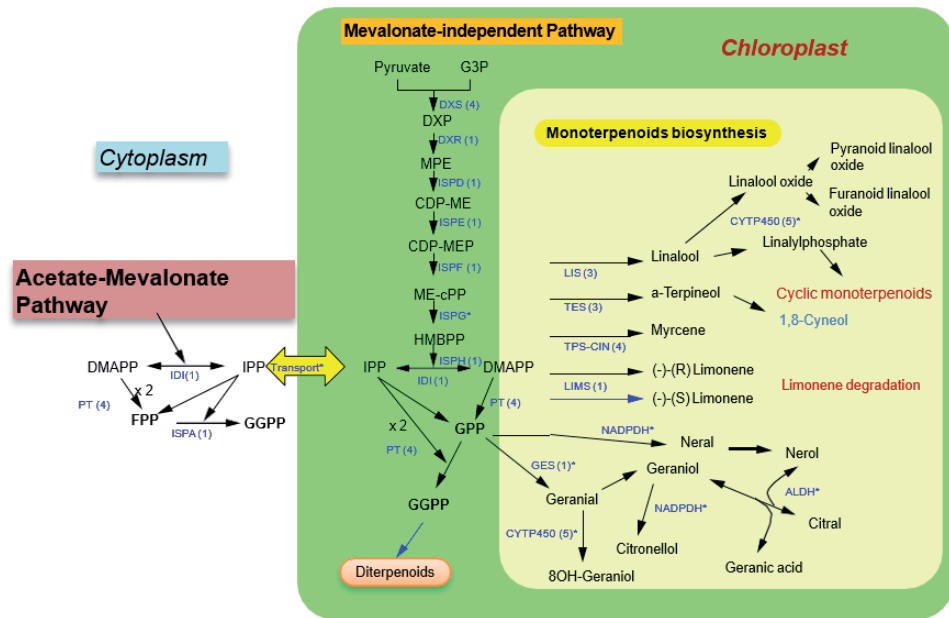 Mevalonate-independent Pathway
Chloroplast
Pyruvate G3P
DXS (4)
DXP
DXR (1)
MPE
ISPD (1)
CDP-ME
ISPE (1)
CDP-MEP
ISPF (1)
ME-cPP
ISPG*
HMBPP
ISPH (1)
IPP
IDI(1)
DMAPP
PT (4)
x 2
PT (4)
GPP
GGPP
Diterpenoids
Cytoplasm
Acetate-Mevalonate
Pathway
DMAPP
IDI(1)
IPP
Transport*
x 2
PT (4)
FPP
ISPA (1)
GGPP
Monoterpenoids biosynthesis
Pyranoid linalool
oxide
Linalool oxide
Furanoid linalool
oxide
CYTP450 (5)*
Linalylphosphate
Linalool
LIS (3)
Cyclic monoterpenoids
a-Terpineol
TES (3)
1,8-Cyneol
Myrcene
TPS-CIN (4)
(-)-(R) Limonene
LIMS (1)
Limonene degradation
(-)-(S) Limonene
NADPDH*
Neral
Nerol
GES (1)*
Geraniol
ALDH*
Geranial
NADPDH*
Citral
CYTP450 (5)*
Citronellol
Geranic acid
8OH-Geraniol